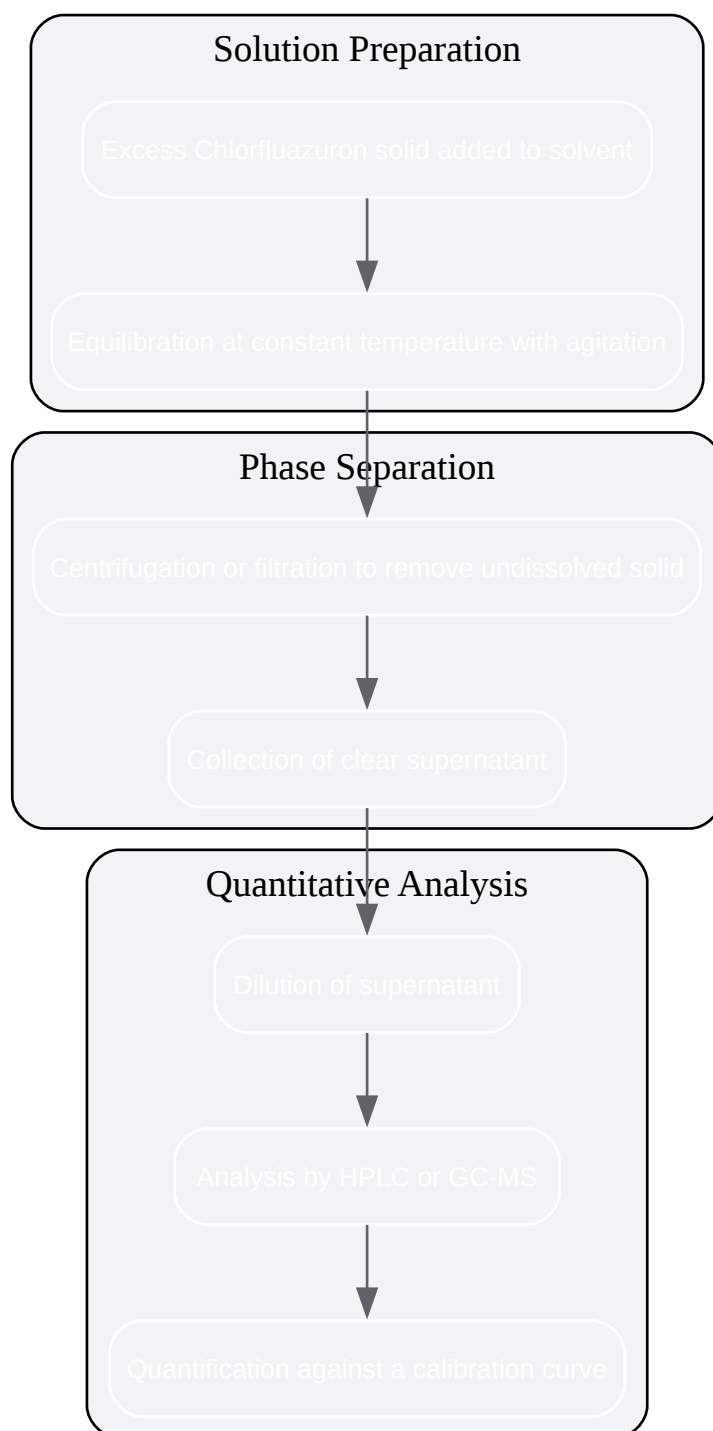 Solution Preparation
Excess Chlorfluazuron solid added to solvent
Equilibration at constant temperature with agitation
Phase Separation
Centrifugation or filtration to remove undissolved solid
Collection of clear supernatant
Quantitative Analysis
Dilution of supernatant
Analysis by HPLC or GC-MS
Quantification against a calibration curve